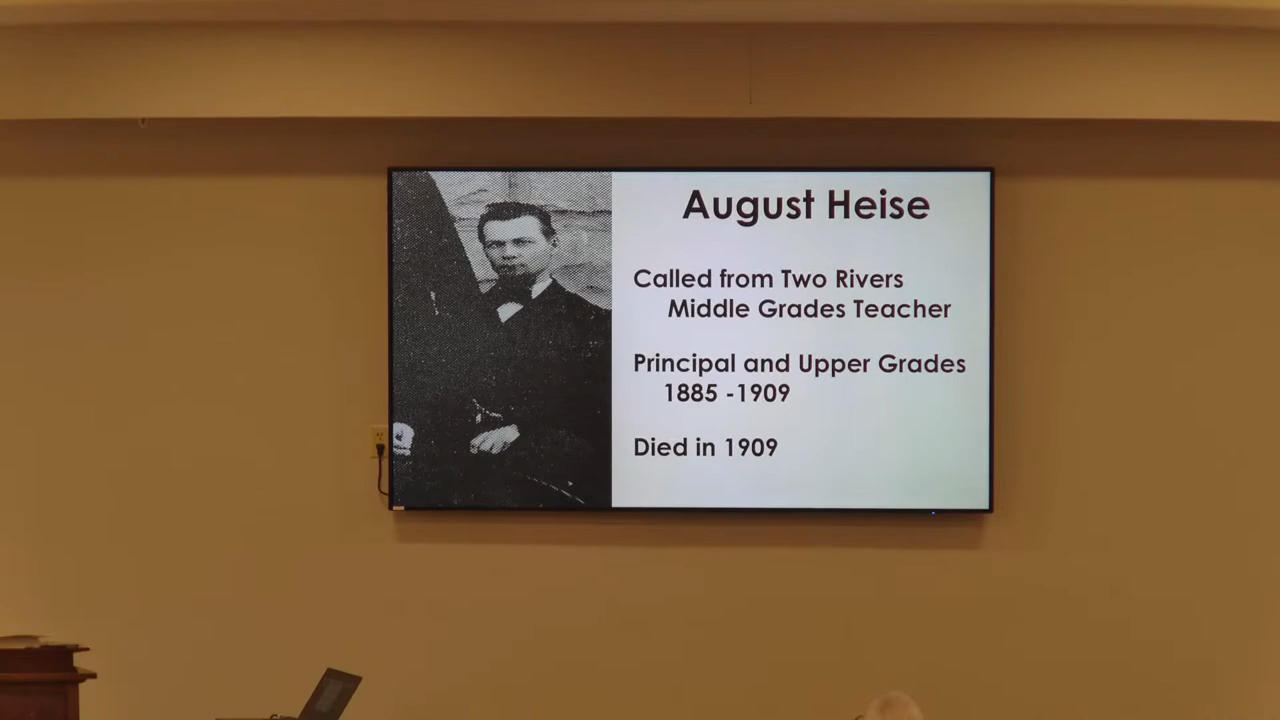 August Heise
Called from Two Rivers
Middle Grades Teacher
Principal and Upper Grades
1885 -1909
Died in 1909